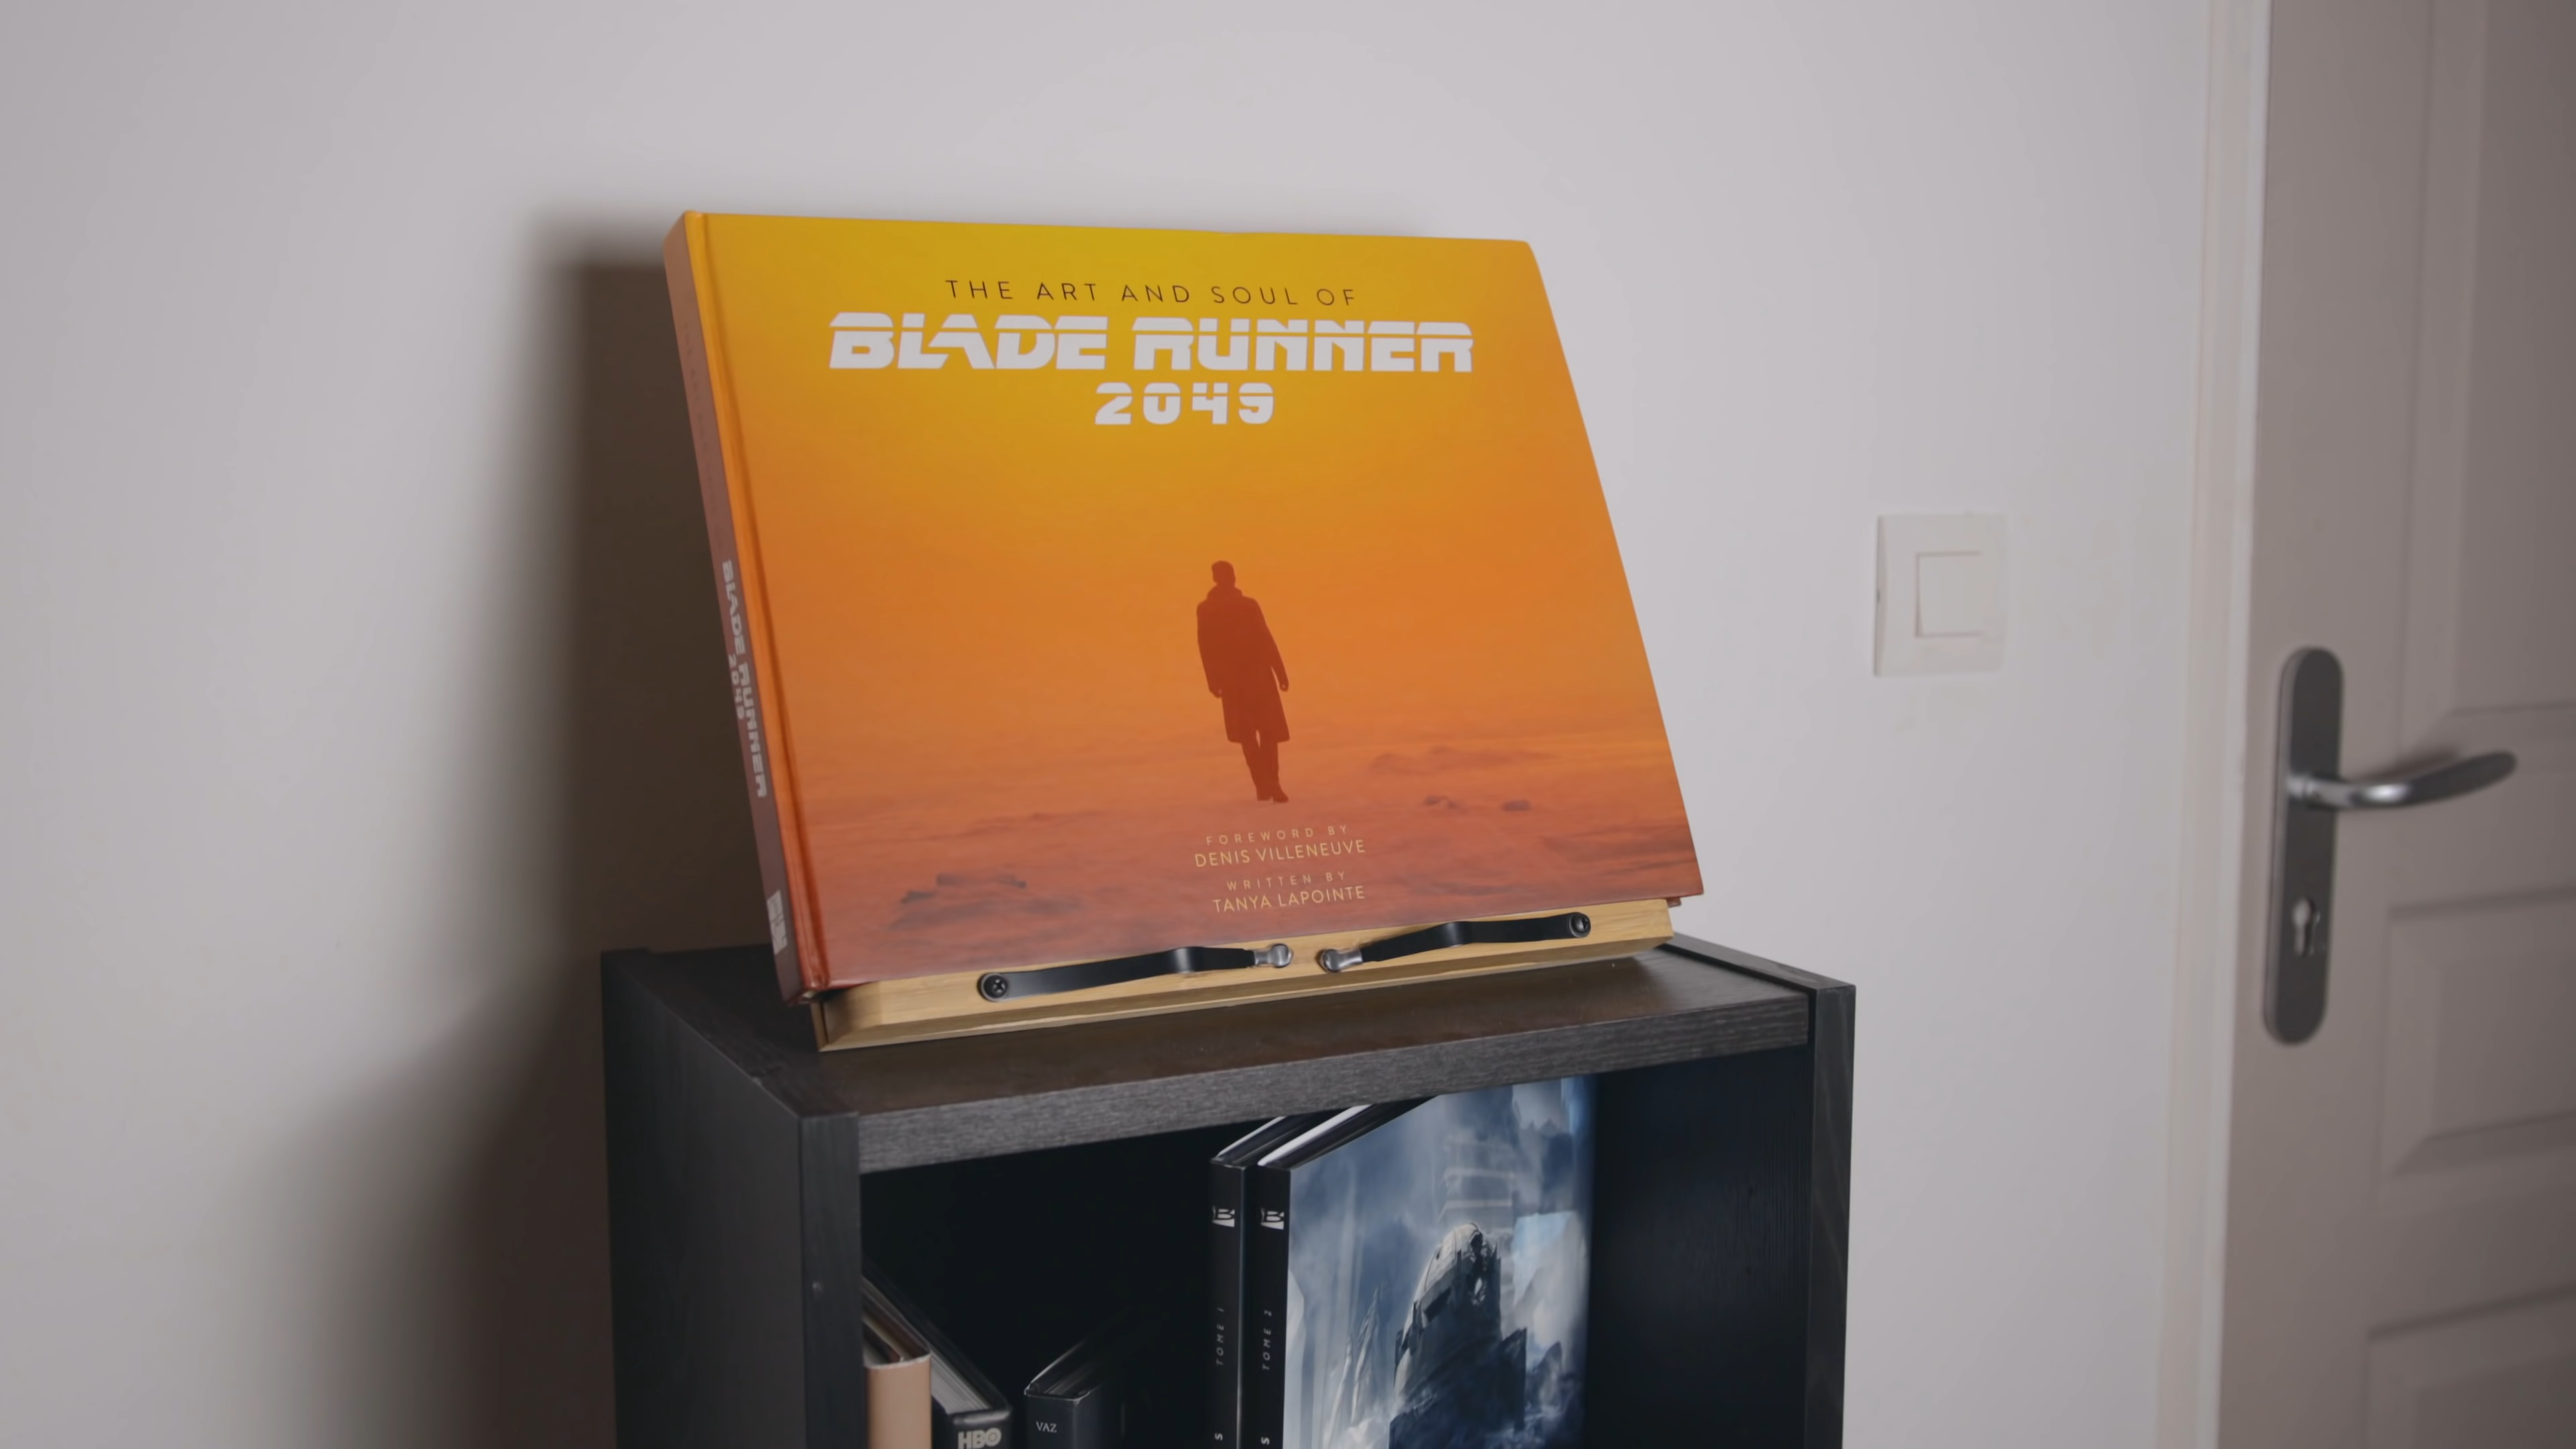 THE ART AND SOUL OF
BLADE RUNNER
2049
FOREWORD BY
DENIS VILLENEUVE
WRITTEN BY
TANYA LAPOINTE
BLADE RUNNER
2049
TOME 1
TOME 2
S
S
HBO
VAZ